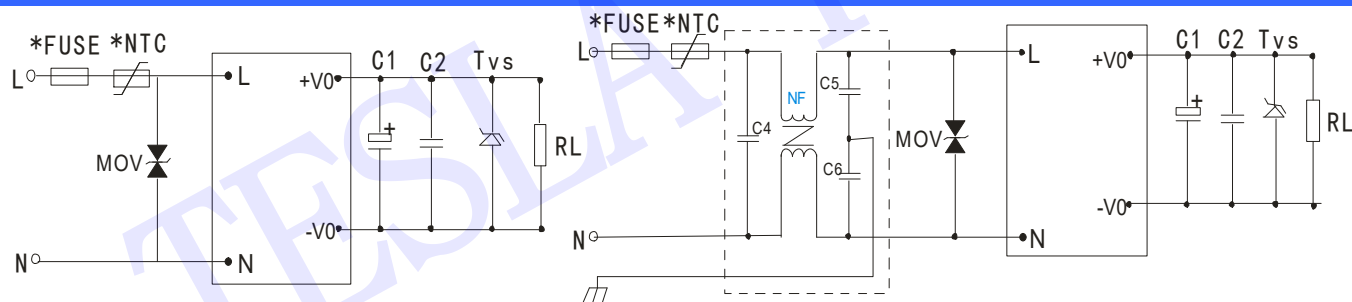 *FUSE *NTC
L
L
+V0
C1
C2
Tvs
MOV
RL
-V0
N
N
*FUSE *NTC
L
C4
NF
C5
C6
N
MOV
L
+V0
C1
C2
Tvs
RL
-V0
N
TESLA